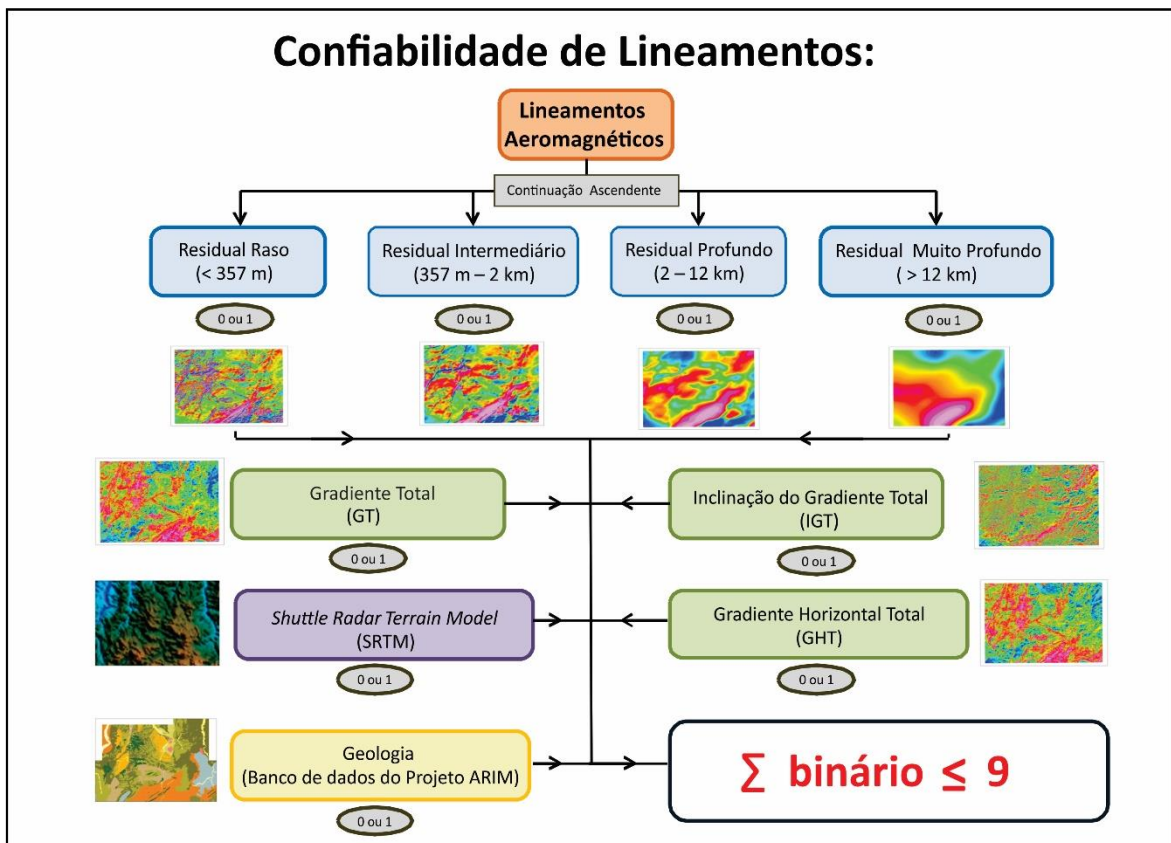 Confiabilidade de Lineamentos:
Lineamentos
Aeromagnéticos
Continuação Ascendente
Residual Raso
(< 357 m)
Residual Intermediário
(357 m – 2 km)
Residual Profundo
(2 – 12 km)
Residual Muito Profundo
( > 12 km)
0 ou 1
0 ou 1
0 ou 1
0 ou 1
Gradiente Total
(GT)
0 ou 1
Inclinação do Gradiente Total
(IGT)
0 ou 1
Shuttle Radar Terrain Model
(SRTM)
0 ou 1
Gradiente Horizontal Total
(GHT)
0 ou 1
Geologia
(Banco de dados do Projeto ARIM)
0 ou 1
∑ binário ≤ 9